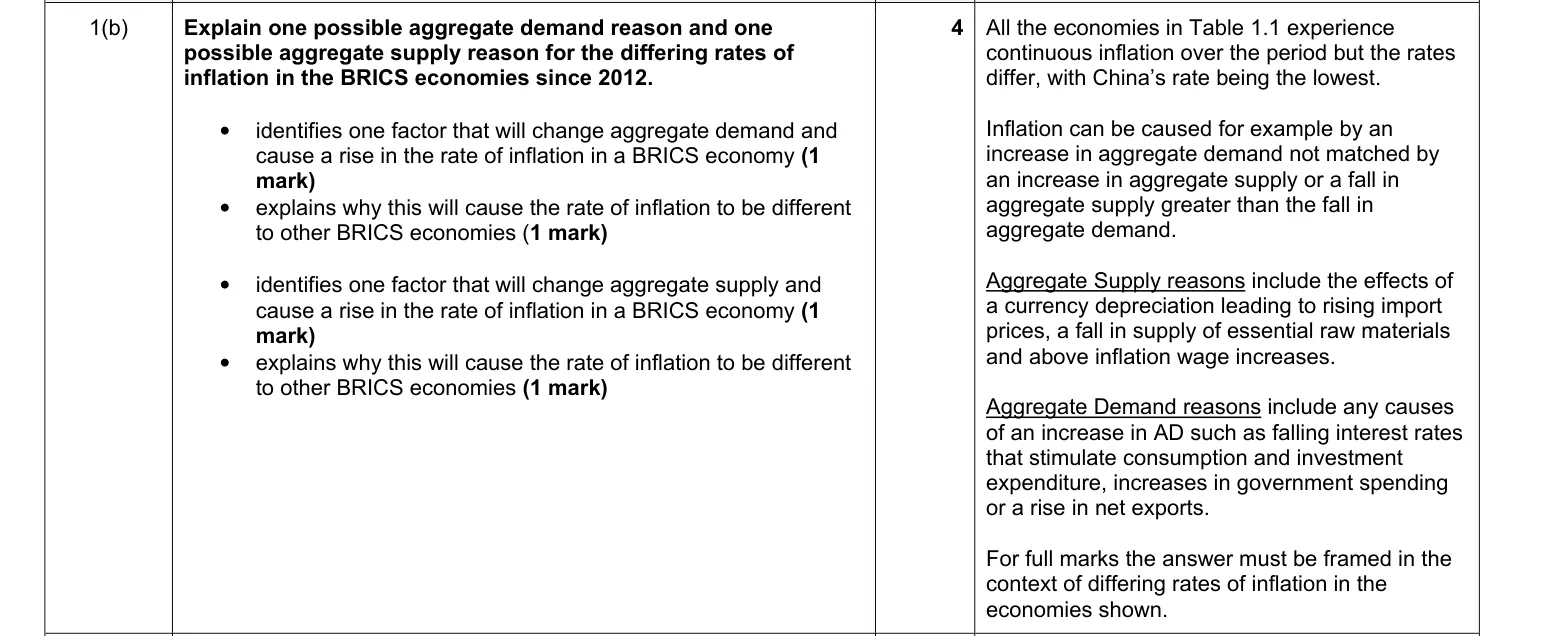 1(b)
Explain one possible aggregate demand reason and one
possible aggregate supply reason for the differing rates of
inflation in the BRICS economies since 2012.
• identifies one factor that will change aggregate demand and
cause a rise in the rate of inflation in a BRICS economy (1
mark)
• explains why this will cause the rate of inflation to be different
to other BRICS economies (1 mark)
• identifies one factor that will change aggregate supply and
cause a rise in the rate of inflation in a BRICS economy (1
mark)
• explains why this will cause the rate of inflation to be different
to other BRICS economies (1 mark)
4
All the economies in Table 1.1 experience
continuous inflation over the period but the rates
differ, with China’s rate being the lowest.
Inflation can be caused for example by an
increase in aggregate demand not matched by
an increase in aggregate supply or a fall in
aggregate supply greater than the fall in
aggregate demand.
Aggregate Supply reasons include the effects of
a currency depreciation leading to rising import
prices, a fall in supply of essential raw materials
and above inflation wage increases.
Aggregate Demand reasons include any causes
of an increase in AD such as falling interest rates
that stimulate consumption and investment
expenditure, increases in government spending
or a rise in net exports.
For full marks the answer must be framed in the
context of differing rates of inflation in the
economies shown.